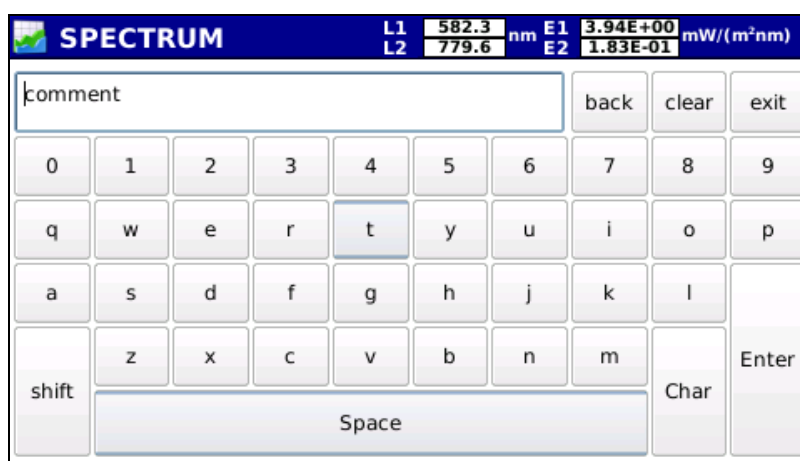 SPECTRUM L1 582.3 nm E1 3.94E+00 mW/(m²nm)
L2 779.6 E2 1.83E-01
comment back clear exit
0 1 2 3 4 5 6 7 8 9
q w e r t y u i o p
a s d f g h j k l
shift z x c v b n m Char Enter
Space